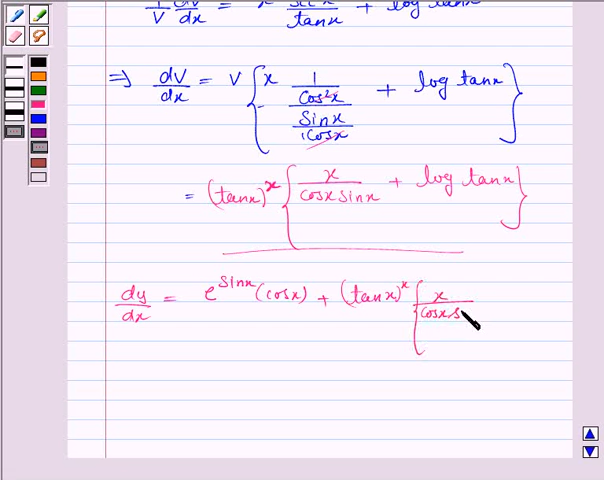 1/V dV/dx = x sec²x/tanx + log tanx
⇒ dV/dx = V { x (1/Cos²x)/(Sinx/Cosx) + log tanx }
= (tanx)^x { x/(cosx sinx) + log tanx }
dy/dx = e^sinx (cosx) + (tanx)^x { x/(cosx s